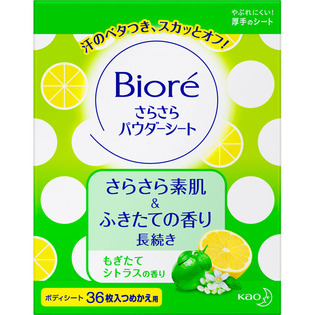 やぶれにくい!
厚手のシート
汗のベタつき、スカッとオフ!
Bioré
さらさら
パウダーシート
さらさら素肌
&
ふきたての香り
長続き
もぎたて
シトラスの香り
ボディシート 36枚入つめかえ用
Kao